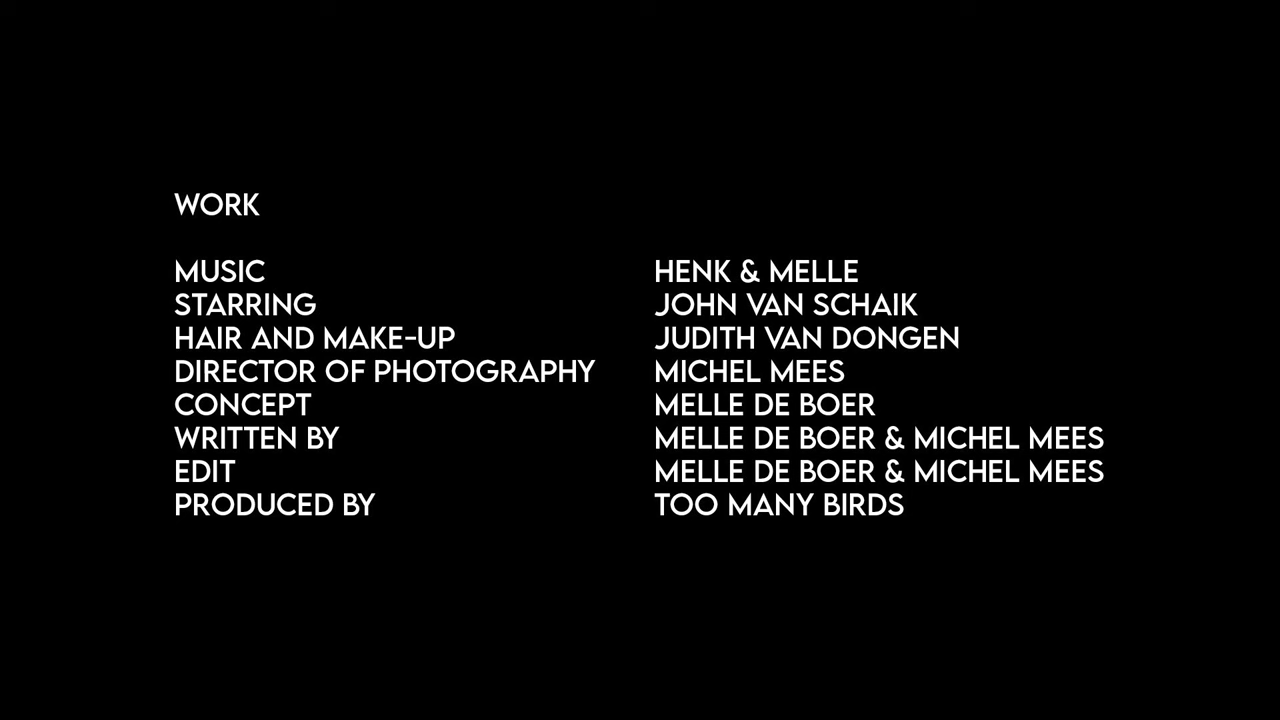 WORK
MUSIC HENK & MELLE
STARRING JOHN VAN SCHAIK
HAIR AND MAKE-UP JUDITH VAN DONGEN
DIRECTOR OF PHOTOGRAPHY MICHEL MEES
CONCEPT MELLE DE BOER
WRITTEN BY MELLE DE BOER & MICHEL MEES
EDIT MELLE DE BOER & MICHEL MEES
PRODUCED BY TOO MANY BIRDS